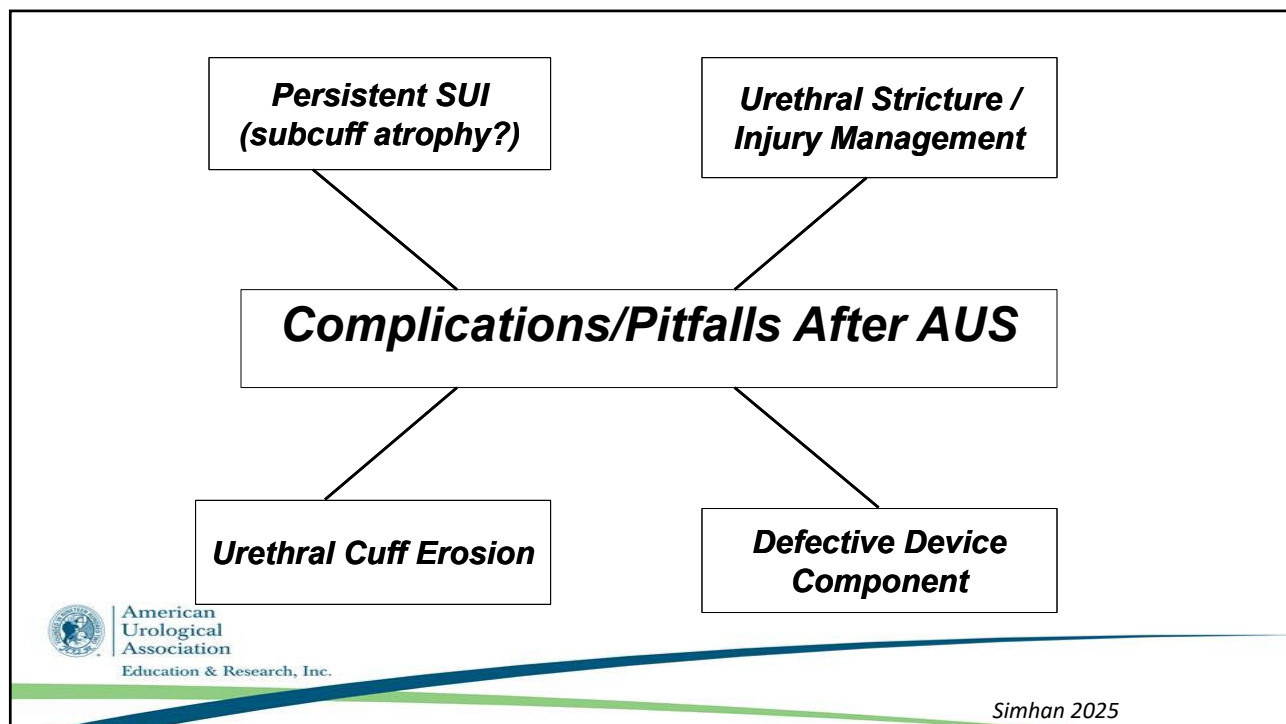 Persistent SUI
(subcuff atrophy?)
Urethral Stricture /
Injury Management
Complications/Pitfalls After AUS
Urethral Cuff Erosion
Defective Device
Component
American
Urological
Association
Education & Research, Inc.
Simhan 2025